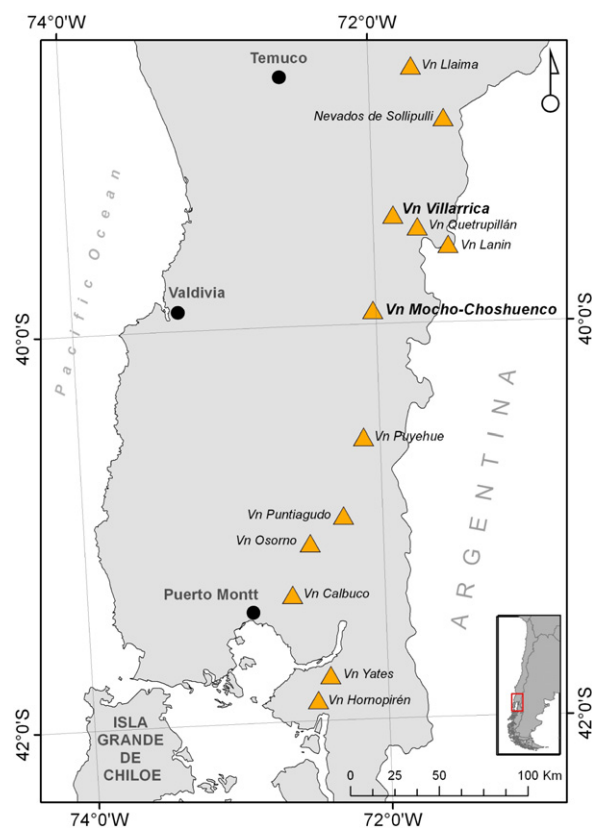 74°0'W
72°0'W
Temuco
Vn Llaima
Nevados de Sollipulli
Pacific Ocean
Vn Villarrica
Vn Quetrupillán
Vn Lanin
Valdivia
Vn Mocho-Choshuenco
40°0'S
40°0'S
Vn Puyehue
ARGENTINA
Vn Puntiagudo
Vn Osorno
Puerto Montt
Vn Calbuco
Vn Yates
Vn Hornopirén
42°0'S
42°0'S
ISLA
GRANDE
DE
CHILOE
0 25 50 100 Km
74°0'W
72°0'W